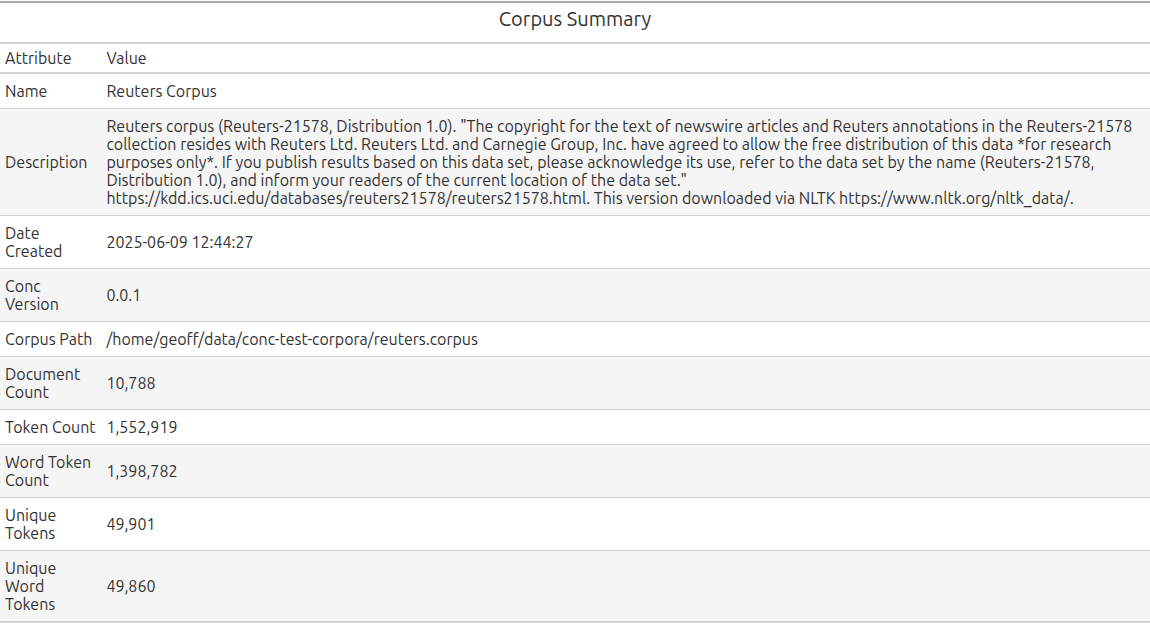 Corpus Summary
Attribute Value
Name Reuters Corpus
Description Reuters corpus (Reuters-21578, Distribution 1.0). "The copyright for the text of newswire articles and Reuters annotations in the Reuters-21578
collection resides with Reuters Ltd. Reuters Ltd. and Carnegie Group, Inc. have agreed to allow the free distribution of this data *for research
purposes only*. If you publish results based on this data set, please acknowledge its use, refer to the data set by the name (Reuters-21578,
Distribution 1.0), and inform your readers of the current location of the data set."
https://kdd.ics.uci.edu/databases/reuters21578/reuters21578.html. This version downloaded via NLTK https://www.nltk.org/nltk_data/.
Date
Created
2025-06-09 12:44:27
Conc
Version
0.0.1
Corpus Path /home/geoff/data/conc-test-corpora/reuters.corpus
Document
Count
10,788
Token Count 1,552,919
Word Token
Count
1,398,782
Unique
Tokens
49,901
Unique
Word
Tokens
49,860